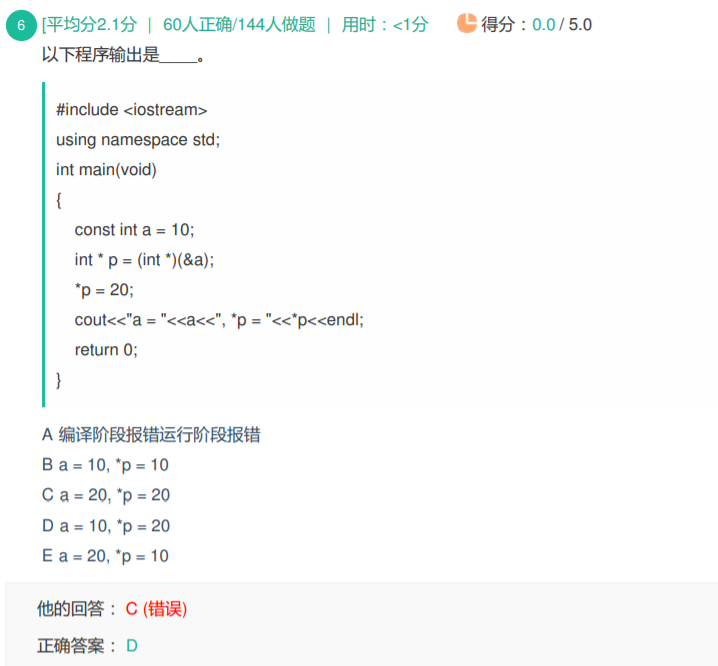 6 [平均分2.1分 | 60人正确/144人做题 | 用时：<1分 得分：0.0 / 5.0
以下程序输出是____。
#include <iostream>
using namespace std;
int main(void)
{
const int a = 10;
int * p = (int *)(&a);
*p = 20;
cout<<"a = "<<a<<", *p = "<<*p<<endl;
return 0;
}
A 编译阶段报错运行阶段报错
B a = 10, *p = 10
C a = 20, *p = 20
D a = 10, *p = 20
E a = 20, *p = 10
他的回答： C (错误)
正确答案： D